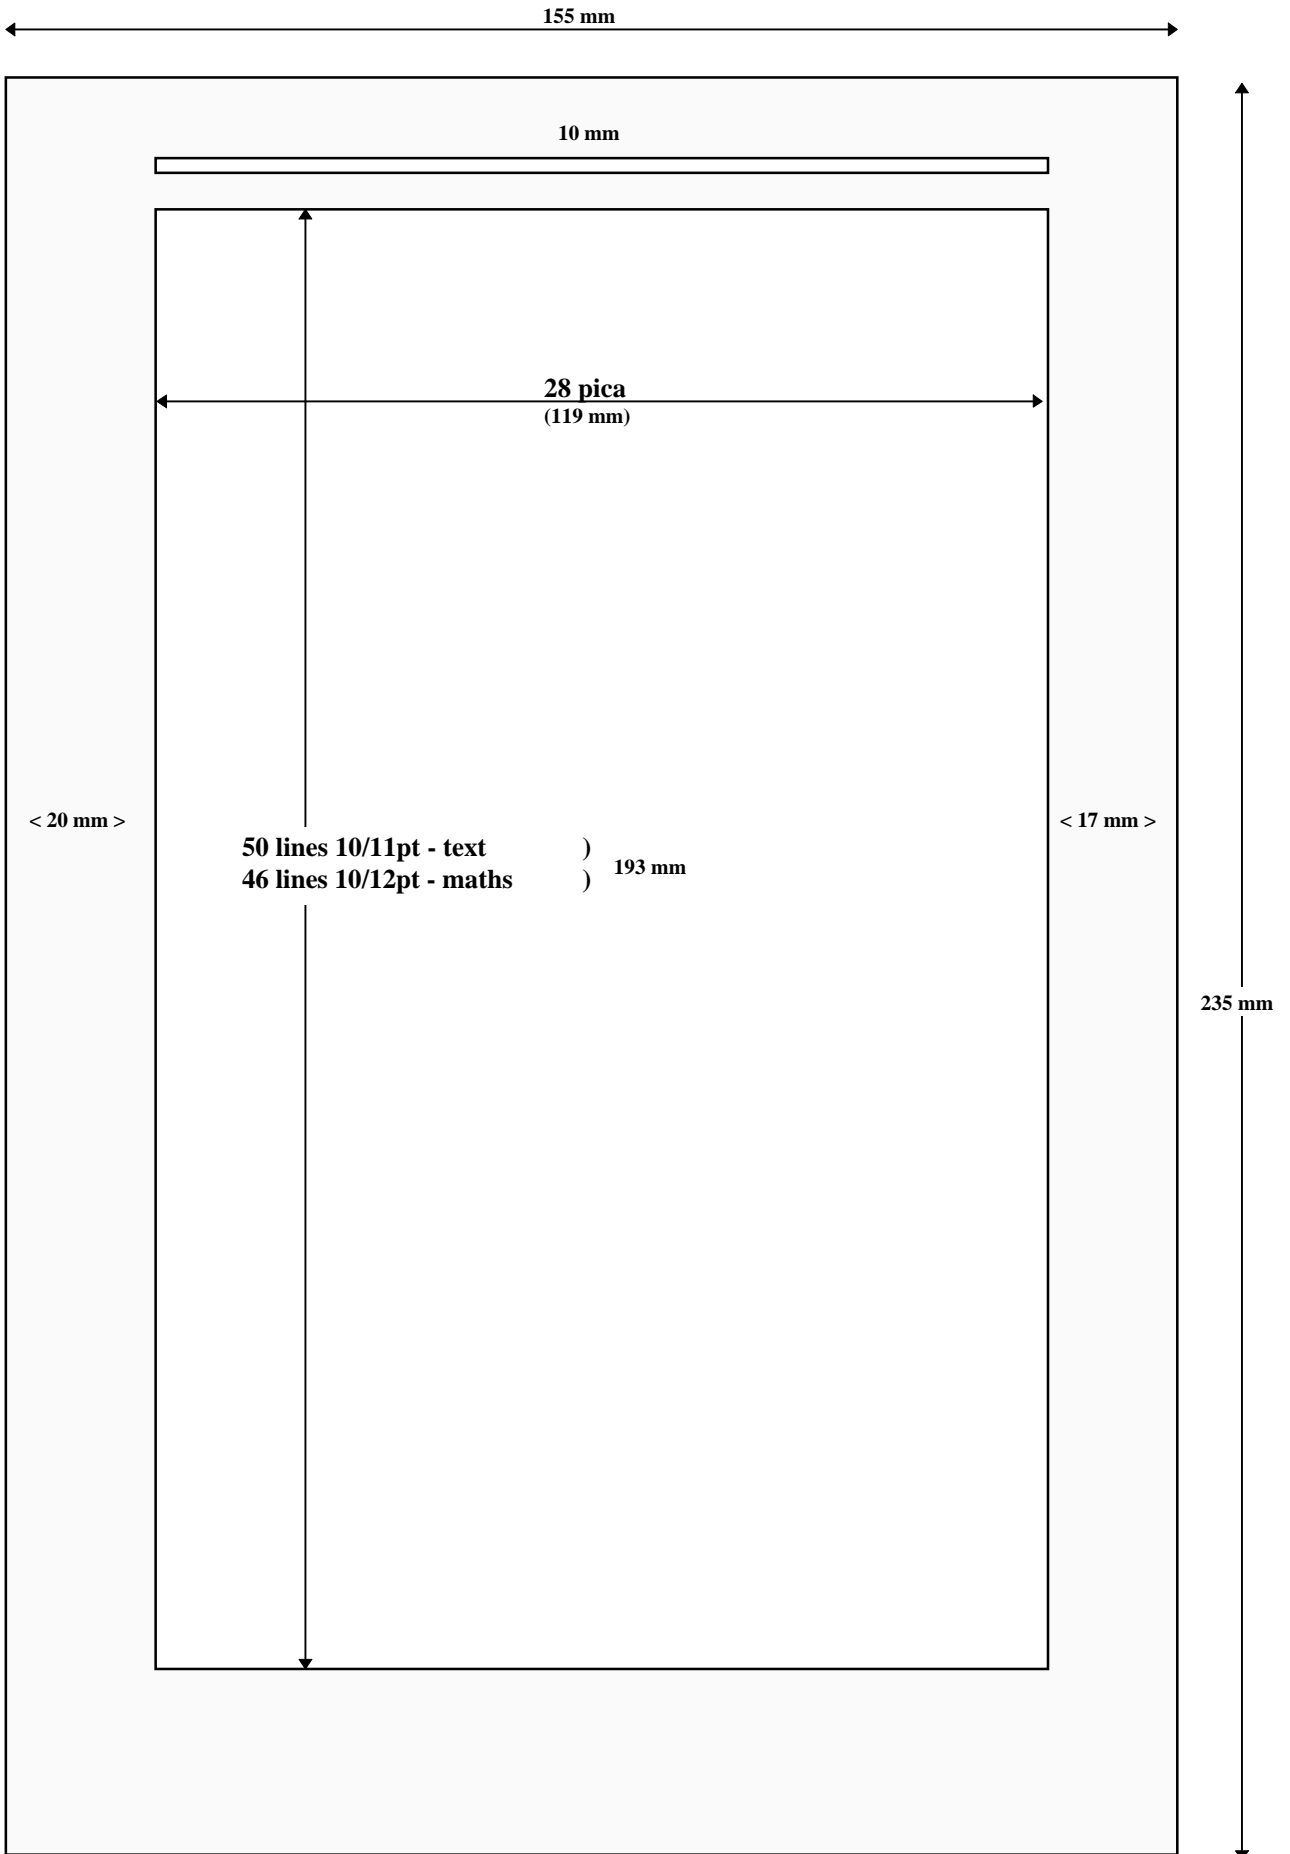 155 mm
10 mm
28 pica
(119 mm)
< 20 mm >
< 17 mm >
50 lines 10/11pt - text )
46 lines 10/12pt - maths )
193 mm
235 mm